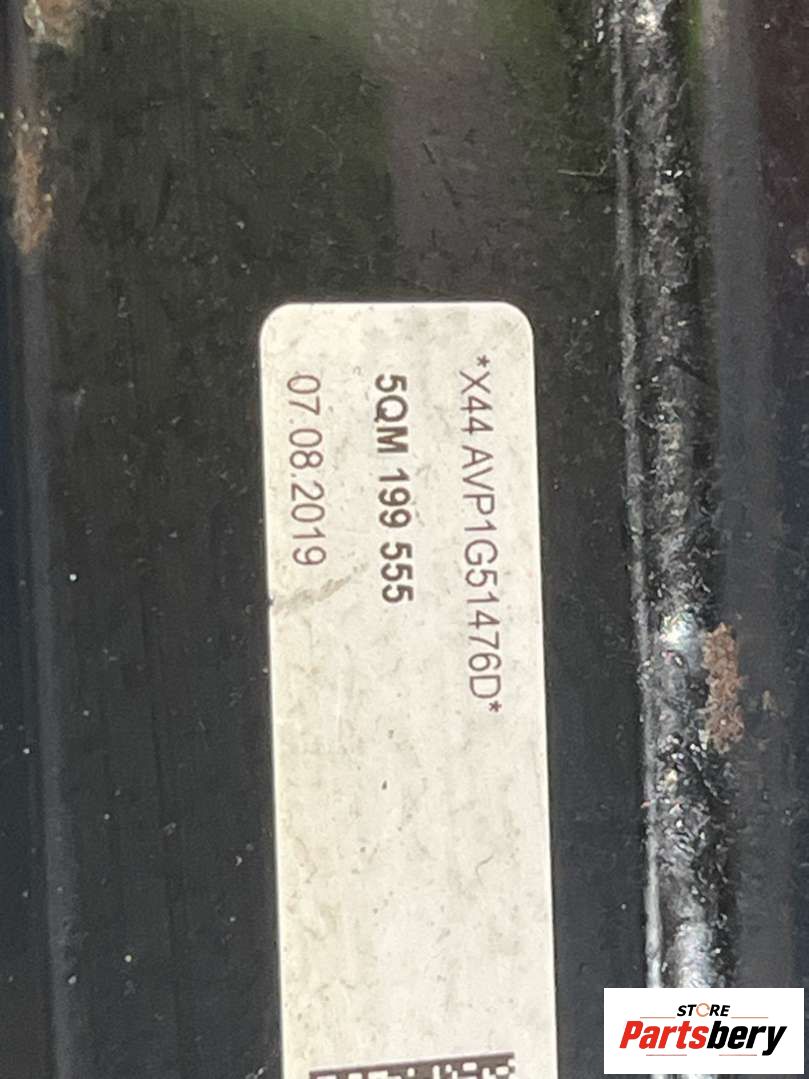 *X44 AVP1G51476D*
5QM 199 555
07.08.2019
STORE
Partsbery